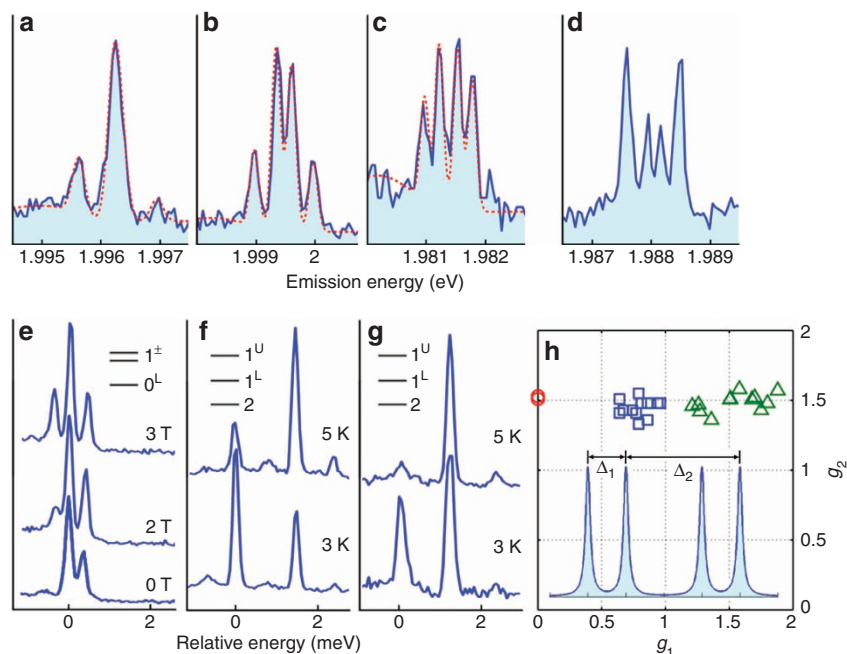 a b c d
1.995 1.996 1.997 1.999 2 1.981 1.982 1.987 1.988 1.989
Emission energy (eV)
e f g h
1± 1U 1U 2
0L 1L 1L
2 2
3 T 5 K 5 K 1.5
Δ1 Δ2 1 g2
2 T 3 K 3 K 0.5
0 T 0
0 2 0 2 0 2 0 0.5 1 1.5 2
Relative energy (meV) g1